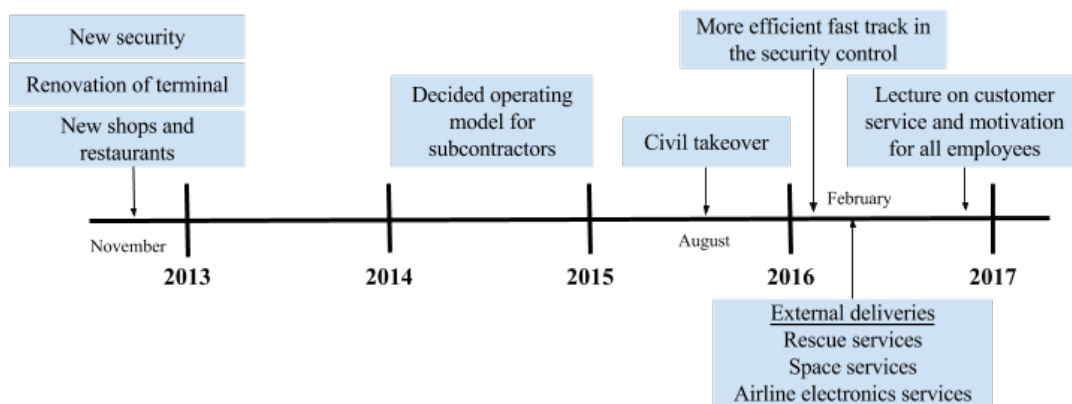 New security
Renovation of terminal
New shops and
restaurants
Decided operating
model for
subcontractors
Civil takeover
More efficient fast track in
the security control
Lecture on customer
service and motivation
for all employees
November
August
February
2013
2014
2015
2016
2017
External deliveries
Rescue services
Space services
Airline electronics services